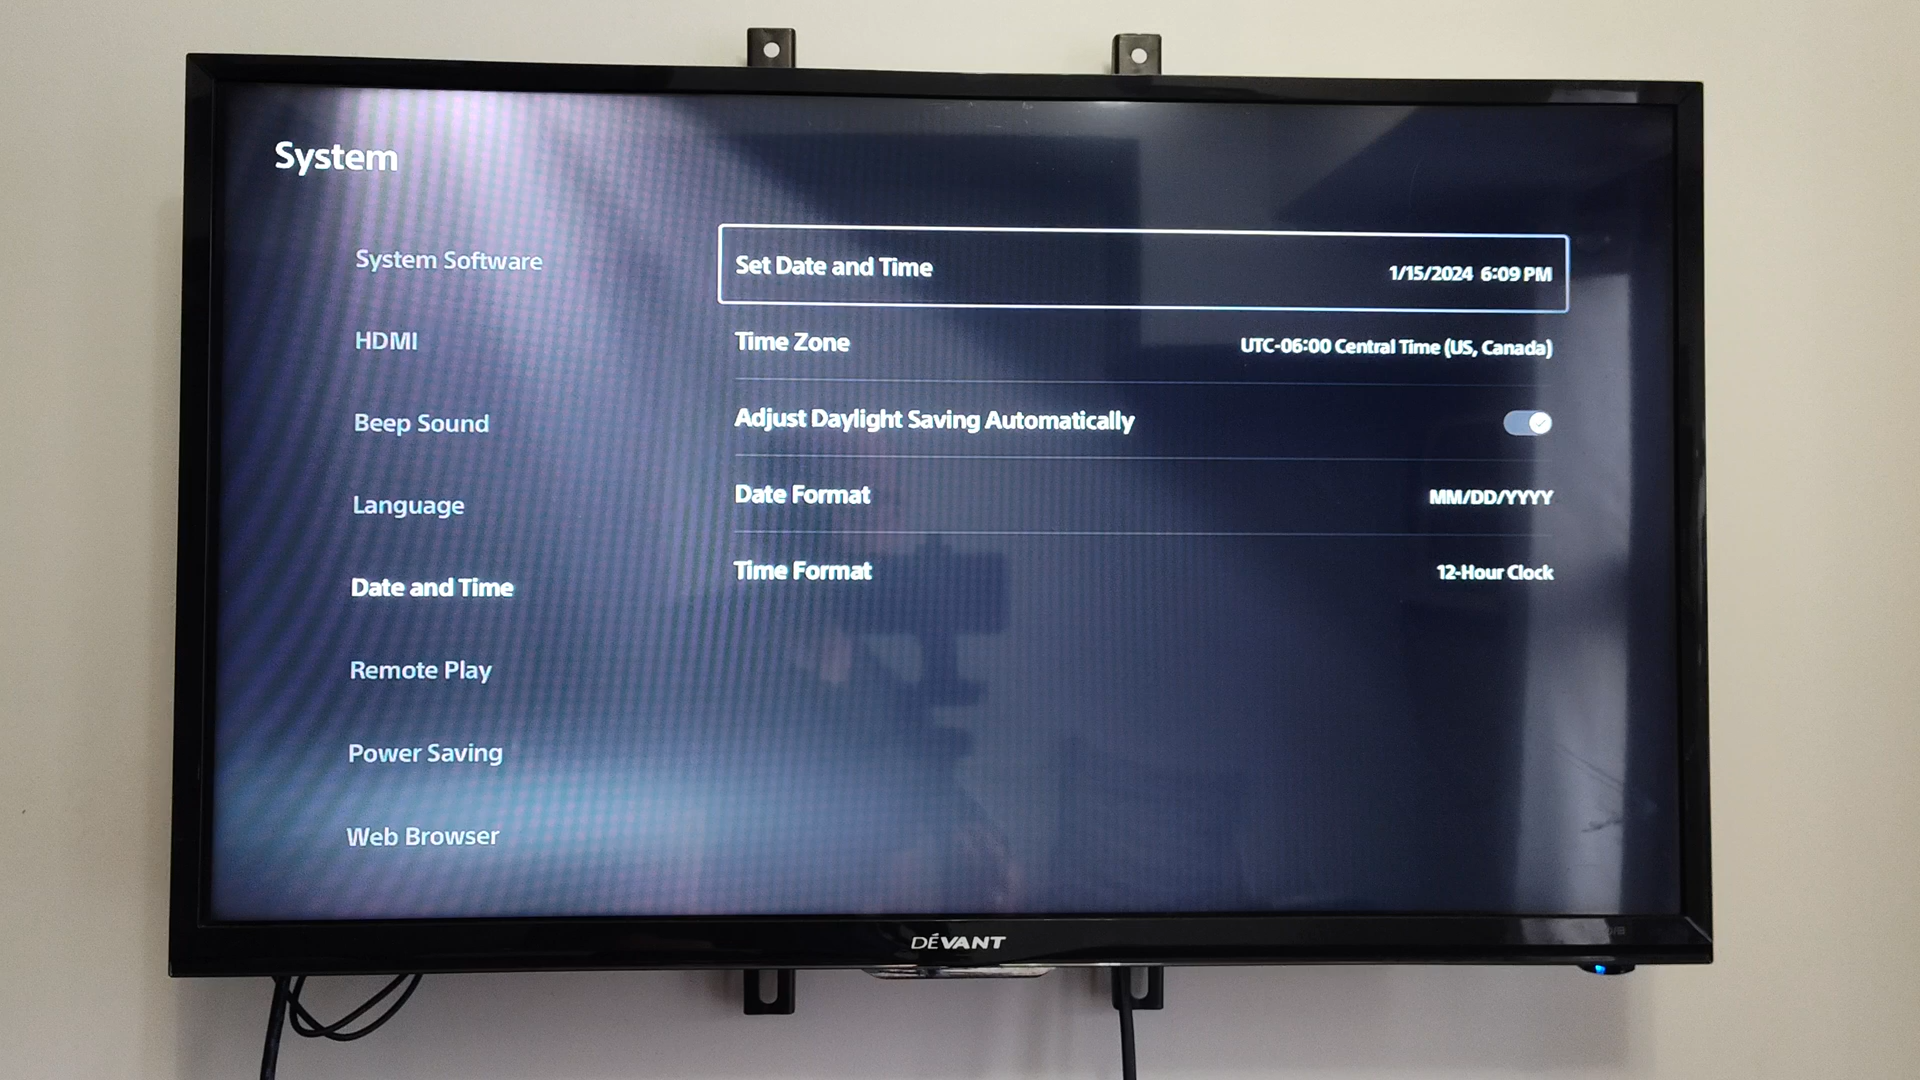 System
System Software
HDMI
Beep Sound
Language
Date and Time
Remote Play
Power Saving
Web Browser
Set Date and Time 1/15/2024 6:09 PM
Time Zone UTC-06:00 Central Time (US, Canada)
Adjust Daylight Saving Automatically
Date Format MM/DD/YYYY
Time Format 12-Hour Clock
DEVANT